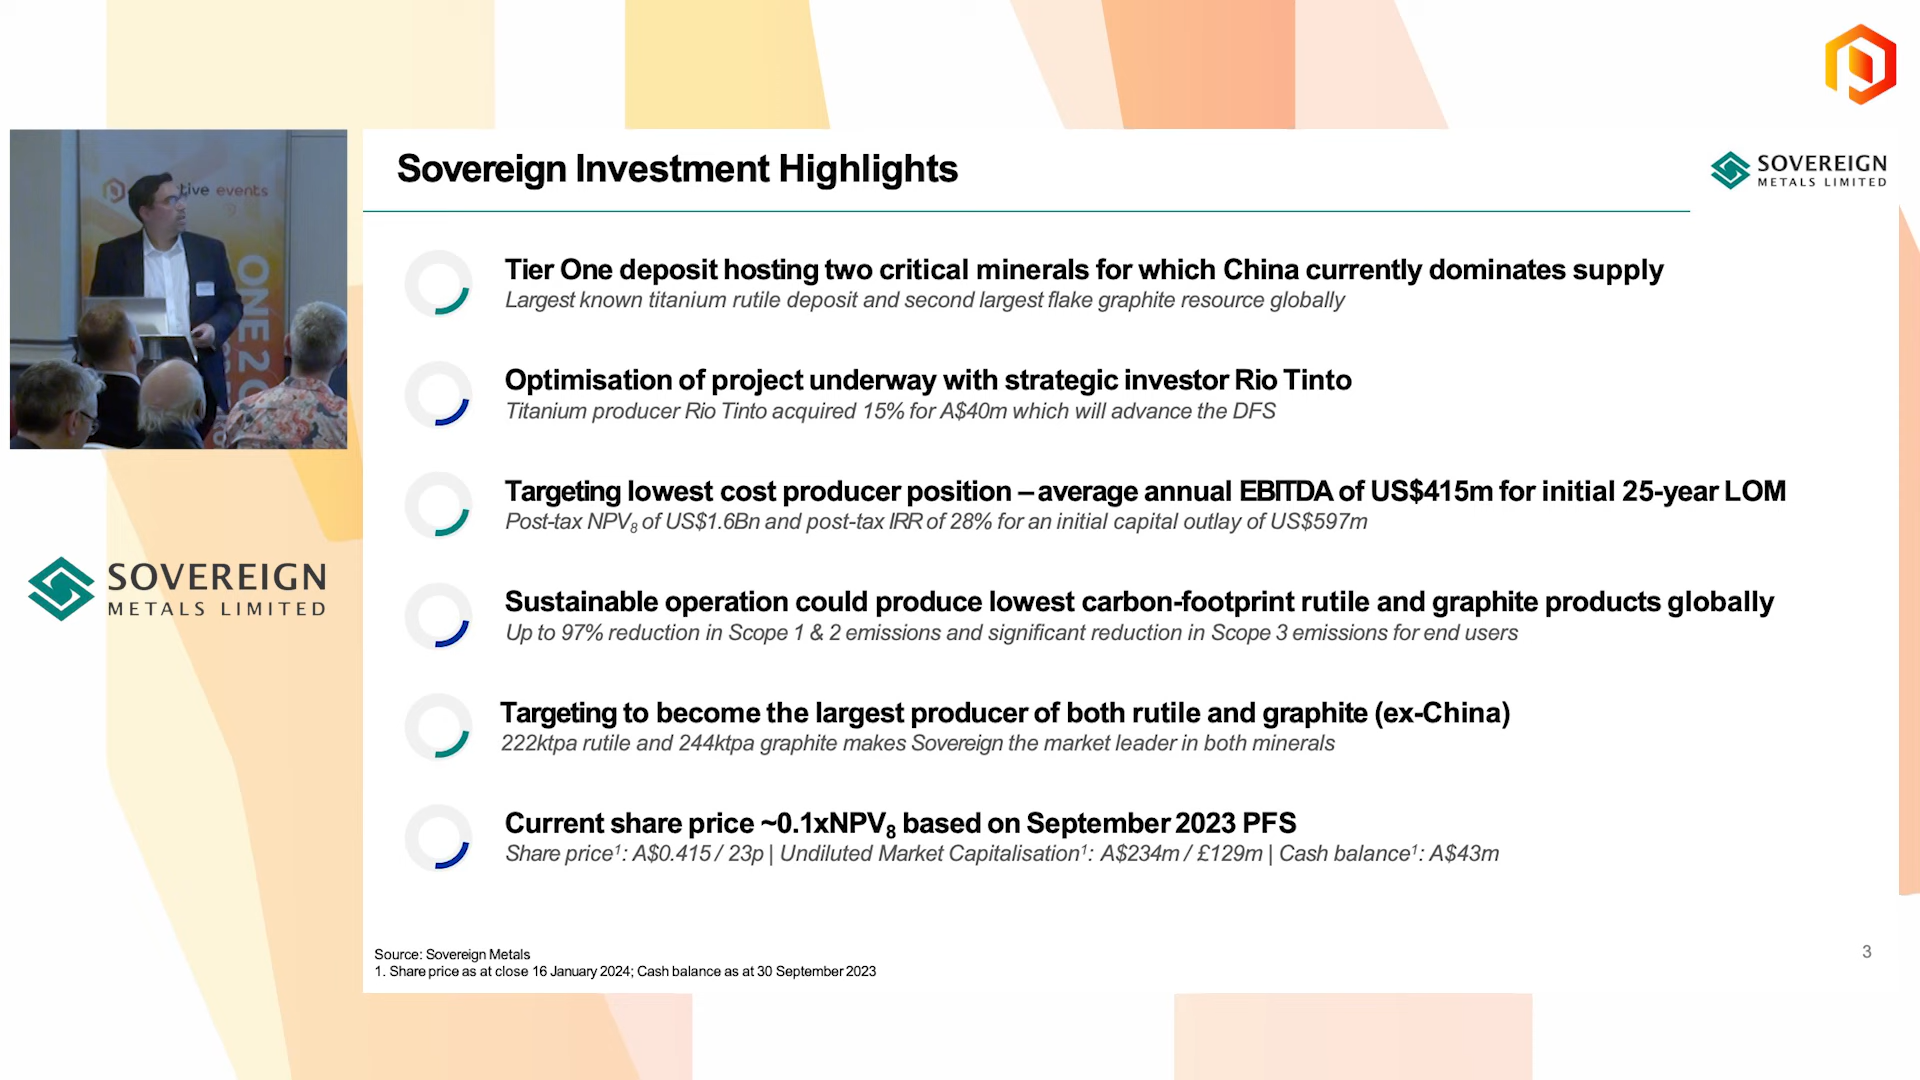 Sovereign Investment Highlights
SOVEREIGN
METALS LIMITED
tive events
ONE 2 O
Tier One deposit hosting two critical minerals for which China currently dominates supply
Largest known titanium rutile deposit and second largest flake graphite resource globally
Optimisation of project underway with strategic investor Rio Tinto
Titanium producer Rio Tinto acquired 15% for A$40m which will advance the DFS
Targeting lowest cost producer position – average annual EBITDA of US$415m for initial 25-year LOM
Post-tax NPV8 of US$1.6Bn and post-tax IRR of 28% for an initial capital outlay of US$597m
SOVEREIGN
METALS LIMITED
Sustainable operation could produce lowest carbon-footprint rutile and graphite products globally
Up to 97% reduction in Scope 1 & 2 emissions and significant reduction in Scope 3 emissions for end users
Targeting to become the largest producer of both rutile and graphite (ex-China)
222ktpa rutile and 244ktpa graphite makes Sovereign the market leader in both minerals
Current share price ~0.1xNPV8 based on September 2023 PFS
Share price¹: A$0.415 / 23p | Undiluted Market Capitalisation¹: A$234m / £129m | Cash balance¹: A$43m
Source: Sovereign Metals
1. Share price as at close 16 January 2024; Cash balance as at 30 September 2023
3